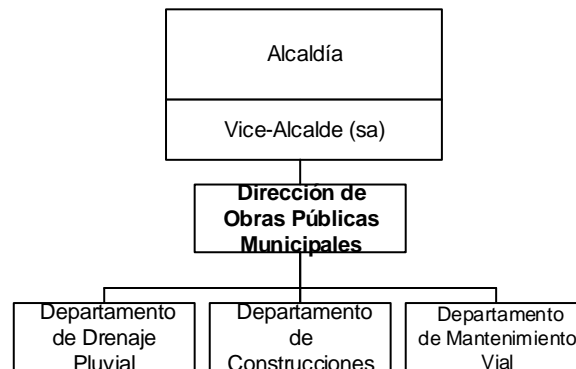 Alcaldía
Vice-Alcalde (sa)
Dirección de
Obras Públicas
Municipales
Departamento
de Drenaje
Pluvial
Departamento
de
Construcciones
Departamento
de Mantenimiento
Vial